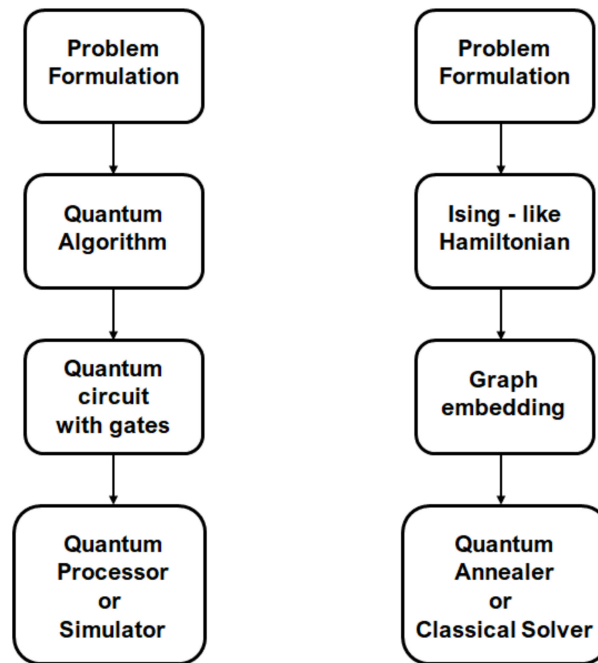 Problem
Formulation
Quantum
Algorithm
Quantum
circuit
with gates
Quantum
Processor
or
Simulator
Problem
Formulation
Ising - like
Hamiltonian
Graph
embedding
Quantum
Annealer
or
Classical Solver